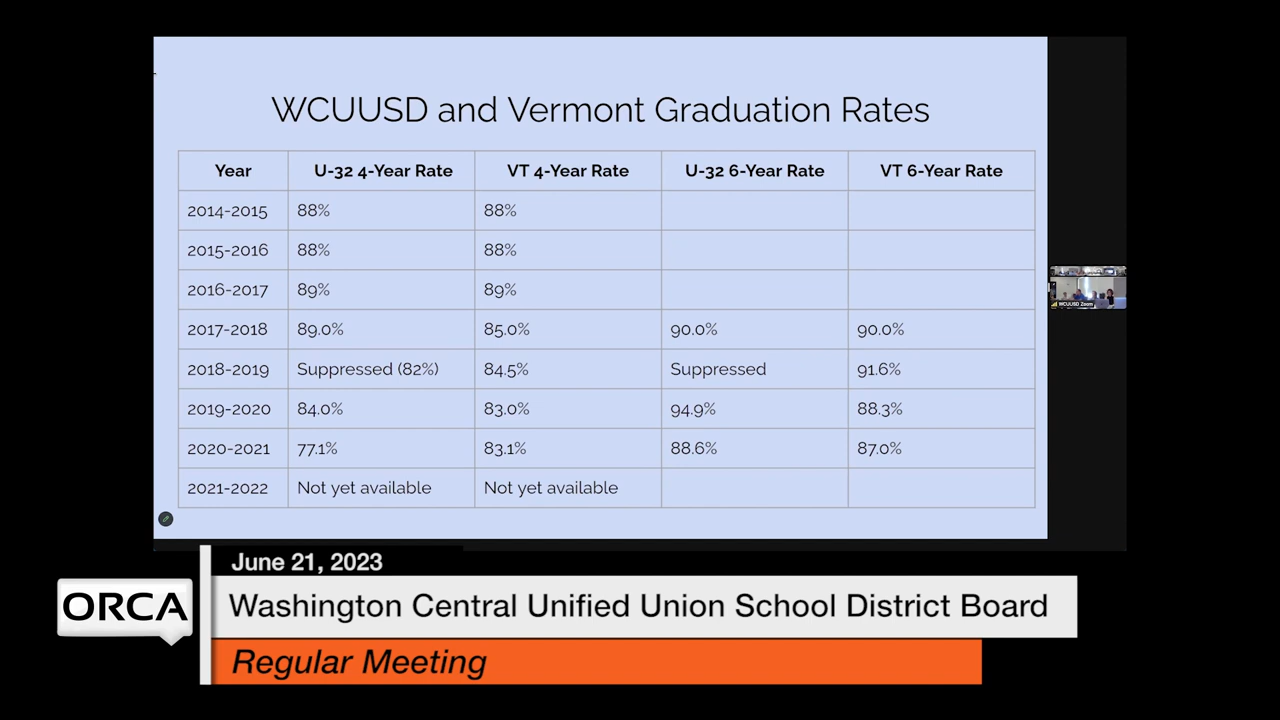 WCUUSD and Vermont Graduation Rates
Year U-32 4-Year Rate VT 4-Year Rate U-32 6-Year Rate VT 6-Year Rate
2014-2015 88% 88%
2015-2016 88% 88%
2016-2017 89% 89%
2017-2018 89.0% 85.0% 90.0% 90.0%
2018-2019 Suppressed (82%) 84.5% Suppressed 91.6%
2019-2020 84.0% 83.0% 94.9% 88.3%
2020-2021 77.1% 83.1% 88.6% 87.0%
2021-2022 Not yet available Not yet available
WCUUSD Zoom
June 21, 2023
ORCA
Washington Central Unified Union School District Board
Regular Meeting